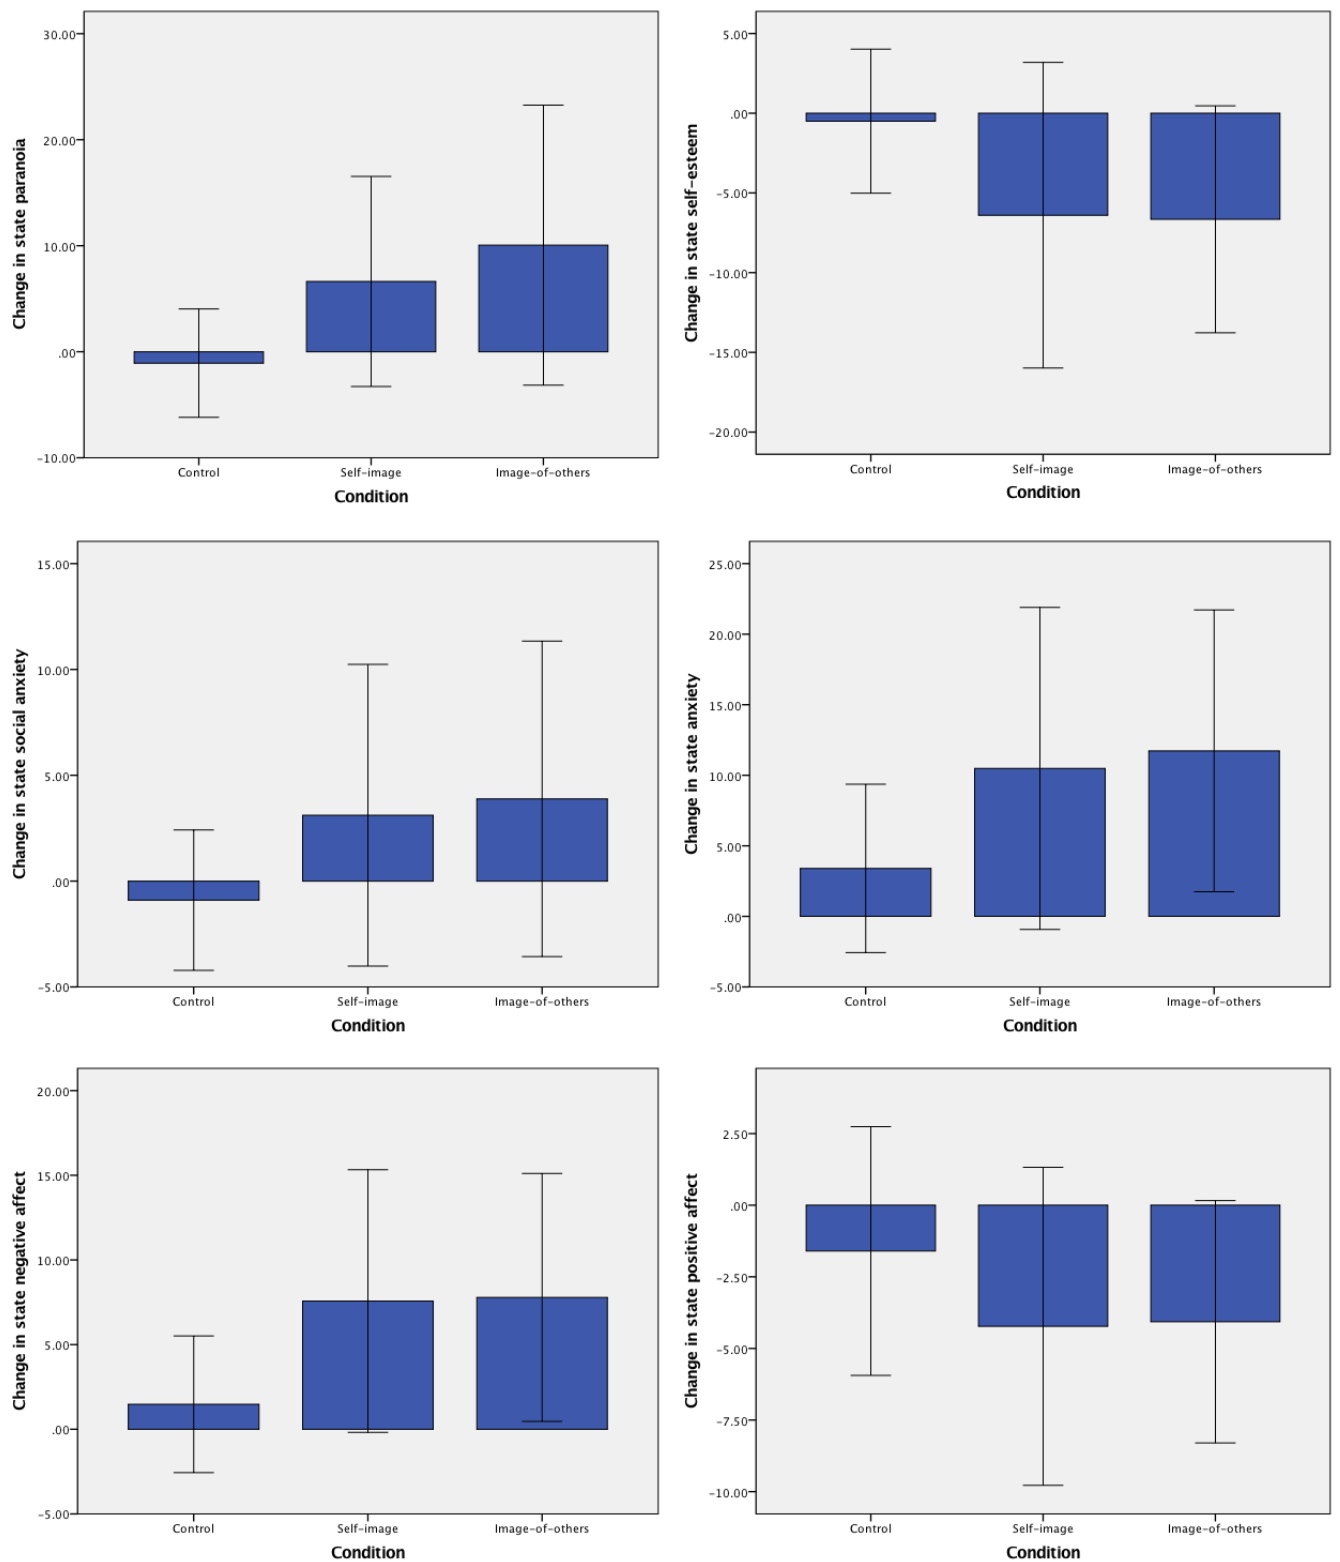 Change in state paranoia
30.00
20.00
10.00
.00
-10.00
Control Self-image Image-of-others
Condition
Change in state self-esteem
5.00
.00
-5.00
-10.00
-15.00
-20.00
Control Self-image Image-of-others
Condition
Change in state social anxiety
15.00
10.00
5.00
.00
-5.00
Control Self-image Image-of-others
Condition
Change in state anxiety
25.00
20.00
15.00
10.00
5.00
.00
-5.00
Control Self-image Image-of-others
Condition
Change in state negative affect
20.00
15.00
10.00
5.00
.00
-5.00
Control Self-image Image-of-others
Condition
Change in state positive affect
2.50
.00
-2.50
-5.00
-7.50
-10.00
Control Self-image Image-of-others
Condition